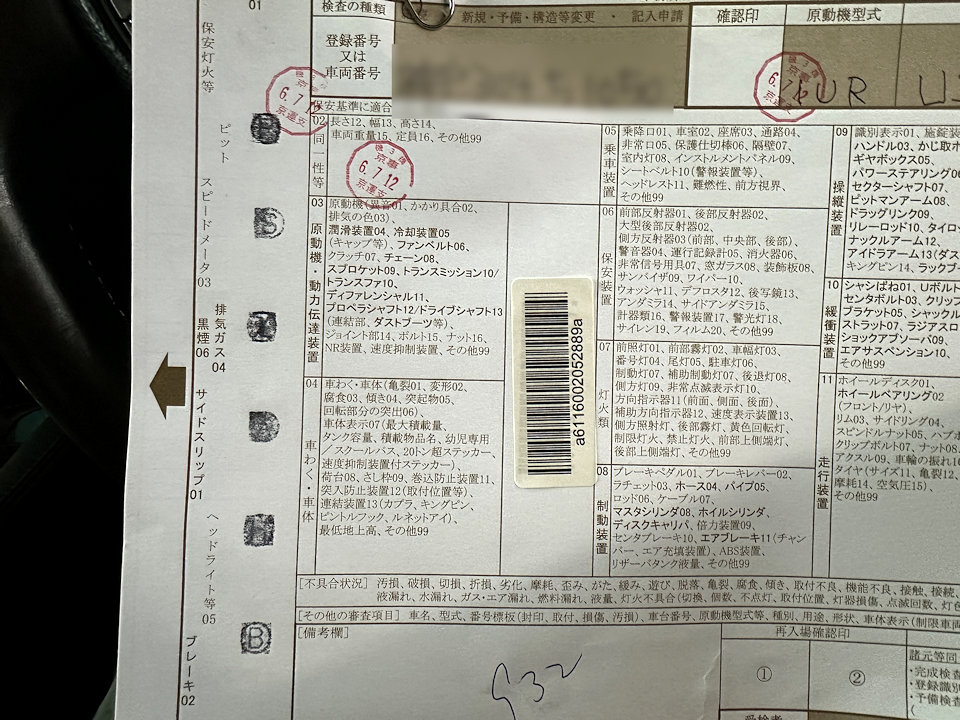 01
保安灯火等
ピット
スピードメータ03
黒煙06
排気ガス04
サイドスリップ01
ヘッドライト等05
ブレーキ02
B
検査の種類
新規・予備・構造等変更・記入申請
確認印
原動機型式
登録番号
又は
車両番号
6.7.12
京運支
UR
保安基準に適合
京事
6.7.12
京運支
02
同一性等
長さ12、幅13、高さ14、
車両重量15、定員16、その他99
03
原動機・動力伝達装置
原動機(異音01、かかり具合02、
排気の色03)、
潤滑装置04、冷却装置05
(キャップ等)、ファンベルト06、
クラッチ07、チェーン08、
スプロケット09、トランスミッション10/
トランスファ10、
ディファレンシャル11、
プロペラシャフト12/ドライブシャフト13
(連結部、ダストブーツ等)、
ジョイント部14、ボルト15、ナット16、
NR装置、速度抑制装置、その他99
04
車わく・車体
車わく・車体(亀裂01、変形02、
腐食03、傾き04、突起物05、
回転部分の突出06)、
車体表示07(最大積載量、
タンク容量、積載物品名、幼児専用
/スクールバス、20トン超ステッカー、
速度抑制装置付ステッカー)、
荷台08、さし枠09、巻込防止装置11、
突入防止装置12(取付位置等)、
連結装置13(カプラ、キングピン、
ピントルフック、ルネットアイ)、
最低地上高、その他99
a6116002052889a
05
乗車装置
乗降口01、車室02、座席03、通路04、
非常口05、保護仕切棒06、隔壁07、
室内灯08、インストルメントパネル09、
シートベルト10(警報装置等)、
ヘッドレスト11、難燃性、前方視界、
その他99
06
保安装置
前部反射器01、後部反射器02、
大型後部反射器02、
側方反射器03(前部、中央部、後部)、
警音器04、運行記録計05、消火器06、
非常信号用具07、窓ガラス08、装飾板08、
サンバイザ09、ワイパー10、
ウォッシャ11、デフロスタ12、後写鏡13、
アンダミラ14、サイドアンダミラ15、
計器類16、警報装置17、警光灯18、
サイレン19、フィルム20、その他99
07
灯火類
前照灯01、前部霧灯02、車幅灯03、
番号灯04、尾灯05、駐車灯06、
制動灯07、補助制動灯07、後退灯08、
側方灯09、非常点滅表示灯10、
方向指示器11(前面、側面、後面)、
補助方向指示器12、速度表示装置13、
側方照射灯、後部霧灯、黄色回転灯、
制限灯火、禁止灯火、前部上側端灯、
後部上側端灯、その他99
08
制動装置
ブレーキペダル01、ブレーキレバー02、
ラチェット03、ホース04、パイプ05、
ロッド06、ケーブル07、
マスタシリンダ08、ホイルシリンダ、
ディスクキャリパ、倍力装置09、
センタブレーキ10、エアブレーキ11(チャン
バー、エア充填装置)、ABS装置、
リザーバタンク液量、その他99
09
操縦装置
識別表示01、施錠装
ハンドル03、かじ取ホ
ギヤボックス05、
パワーステアリング06
セクターシャフト07、
ピットマンアーム08、
ドラッグリンク09、
リレーロッド10、タイロッ
ナックルアーム12、
アイドラアーム13(ダス
キングピン14、ラックブー
10
緩衝装置
シャシばね01、Uボルト
センタボルト03、クリップ
ブラケット05、シャックル
ストラット07、ラジアスロ
ショックアブソーバ09、
エアサスペンション10、
その他99
11
走行装置
ホイールディスク01、
ホイールベアリング02
(フロント/リヤ)、
リム03、サイドリング04、
スピンドルナット05、ハブボ
クリップボルト07、ナット08、
アクスル09、車輪の振れ10
タイヤ(サイズ11、亀裂12、
摩耗14、空気圧15)、
その他99
[不具合状況] 汚損、破損、切損、折損、劣化、摩耗、歪み、がた、緩み、遊び、脱落、亀裂、腐食、傾き、取付不良、機能不良、接触、接続、
液漏れ、水漏れ、ガス・エア漏れ、燃料漏れ、液量、灯火不具合(切換、個数、不点灯、取付位置、灯器損傷、点滅回数、灯色
[その他の審査項目] 車名、型式、番号標板(封印、取付、損傷、汚損)、車台番号、原動機型式等、種別、用途、形状、車体表示(制限車両
[備考欄]
932
再入場確認印
①
②
諸元等同
・完成検査
・登録識別
・予備検査
受検者